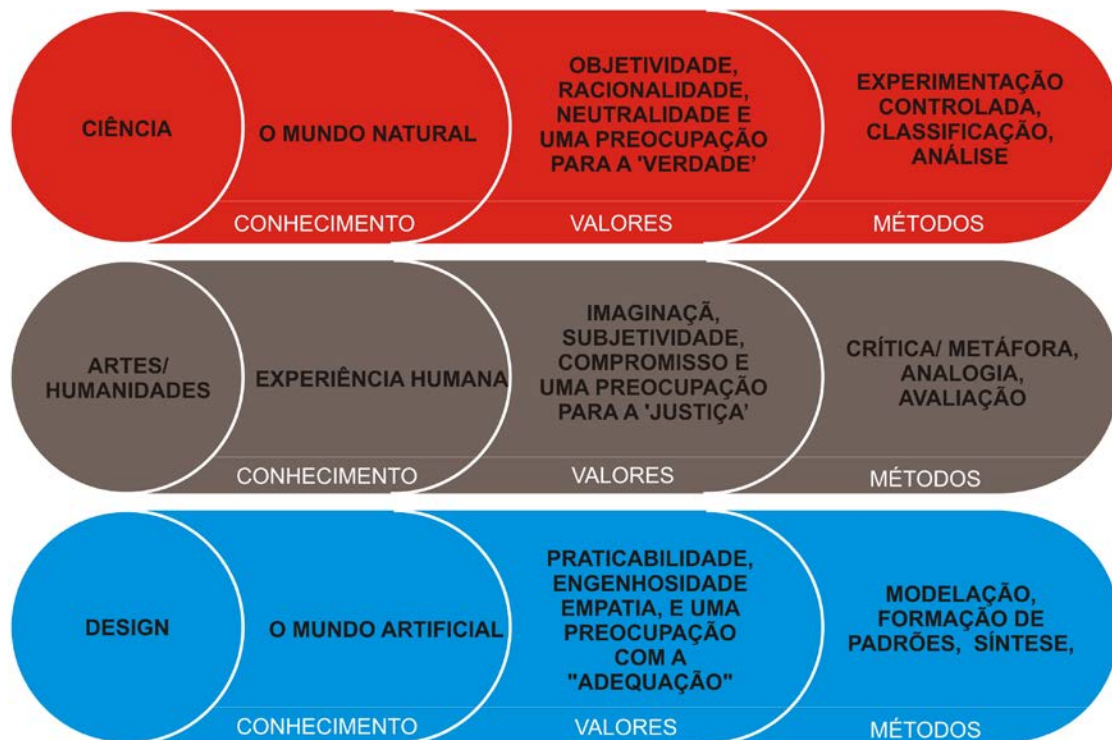 CIÊNCIA
O MUNDO NATURAL
OBJETIVIDADE,
RACIONALIDADE,
NEUTRALIDADE E
UMA PREOCUPAÇÃO
PARA A 'VERDADE'
EXPERIMENTAÇÃO
CONTROLADA,
CLASSIFICAÇÃO,
ANÁLISE
CONHECIMENTO
VALORES
MÉTODOS
ARTES/
HUMANIDADES
EXPERIÊNCIA HUMANA
IMAGINAÇÃ,
SUBJETIVIDADE,
COMPROMISSO E
UMA PREOCUPAÇÃO
PARA A 'JUSTIÇA'
CRÍTICA/ METÁFORA,
ANALOGIA,
AVALIAÇÃO
CONHECIMENTO
VALORES
MÉTODOS
DESIGN
O MUNDO ARTIFICIAL
PRATICABILIDADE,
ENGENHOSIDADE
EMPATIA, E UMA
PREOCUPAÇÃO
COM A
"ADEQUAÇÃO"
MODELAÇÃO,
FORMAÇÃO DE
PADRÕES, SÍNTESE,
CONHECIMENTO
VALORES
MÉTODOS